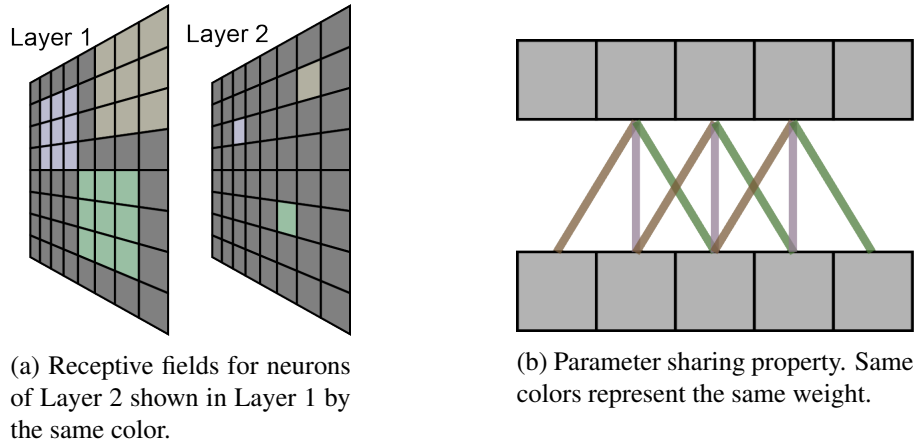 Layer 1
Layer 2
(a) Receptive fields for neurons
of Layer 2 shown in Layer 1 by
the same color.
(b) Parameter sharing property. Same
colors represent the same weight.